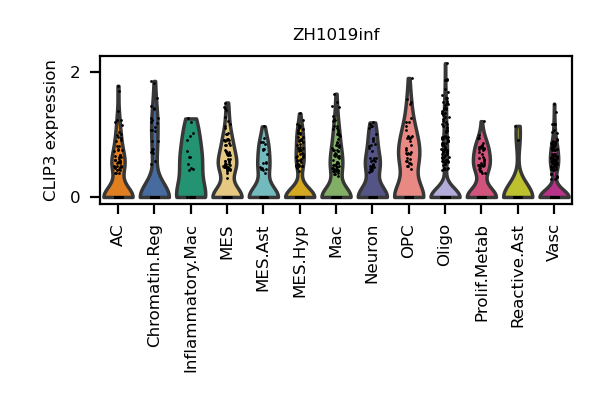 ZH1019inf
CLIP3 expression
2
0
AC
Chromatin.Reg
Inflammatory.Mac
MES
MES.Ast
MES.Hyp
Mac
Neuron
OPC
Oligo
Prolif.Metab
Reactive.Ast
Vasc